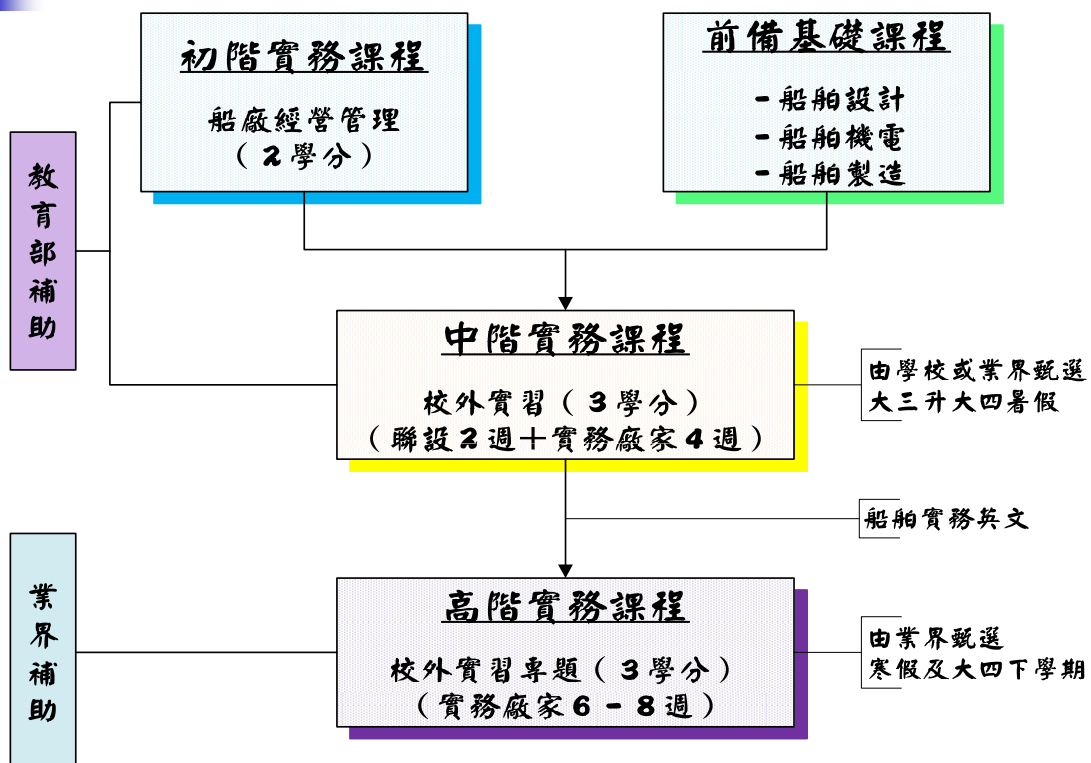 初階實務課程
船廠經營管理
（2學分）
前備基礎課程
-船舶設計
-船舶機電
-船舶製造
教育部補助
中階實務課程
校外實習（3學分）
（聯設2週＋實務廠家4週）
由學校或業界甄選
大三升大四暑假
船舶實務英文
業界補助
高階實務課程
校外實習專題（3學分）
（實務廠家6-8週）
由業界甄選
寒假及大四下學期